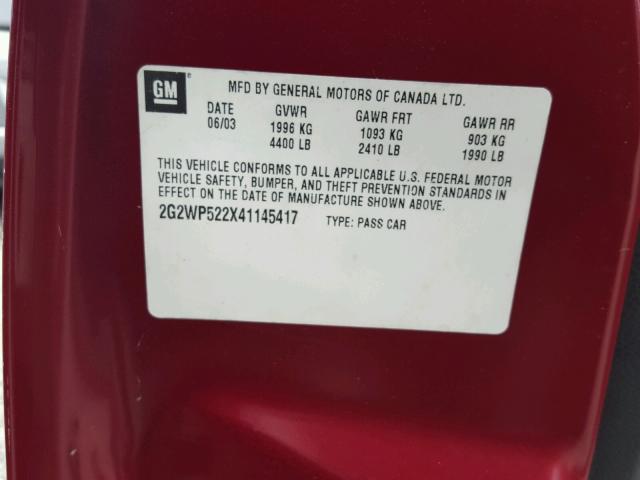 GM ®
MFD BY GENERAL MOTORS OF CANADA LTD.
DATE GVWR GAWR FRT GAWR RR
06/03 1996 KG 1093 KG 903 KG
4400 LB 2410 LB 1990 LB
THIS VEHICLE CONFORMS TO ALL APPLICABLE U.S. FEDERAL MOTOR
VEHICLE SAFETY, BUMPER, AND THEFT PREVENTION STANDARDS IN
EFFECT ON THE DATE OF MANUFACTURE SHOWN ABOVE.
2G2WP522X41145417 TYPE: PASS CAR